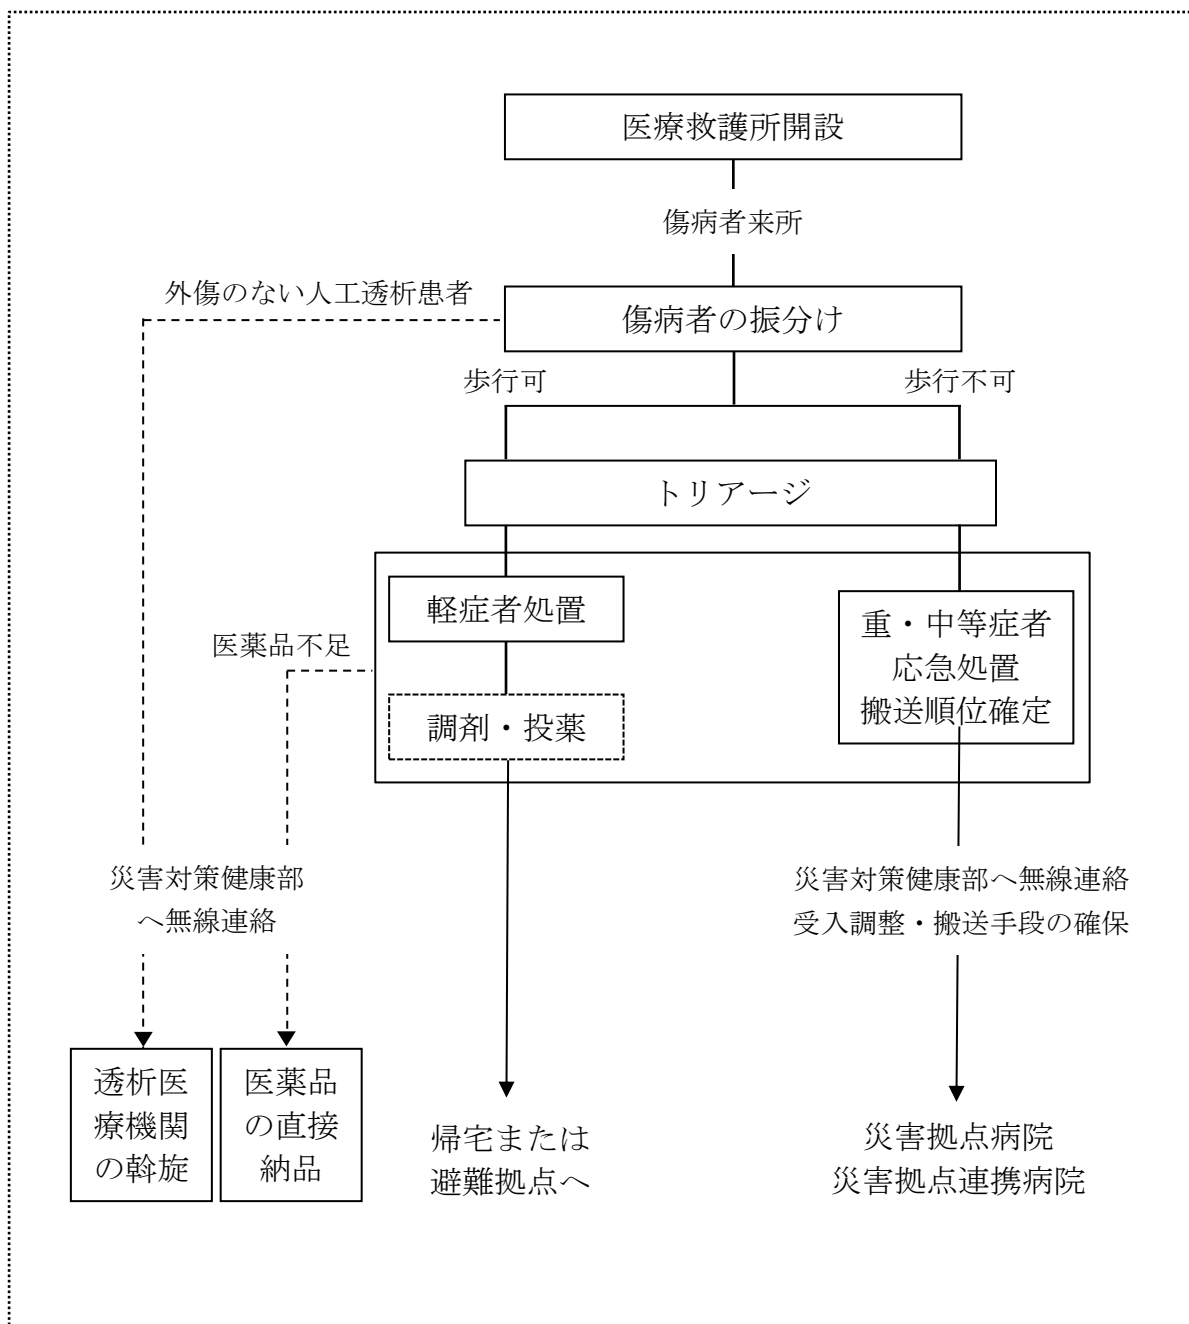 医療救護所開設
傷病者来所
外傷のない人工透析患者
傷病者の振分け
歩行可
歩行不可
トリアージ
軽症者処置
重・中等症者
応急処置
搬送順位確定
医薬品不足
調剤・投薬
災害対策健康部
へ無線連絡
災害対策健康部へ無線連絡
受入調整・搬送手段の確保
透析医
療機関
の斡旋
医薬品
の直接
納品
帰宅または
避難拠点へ
災害拠点病院
災害拠点連携病院